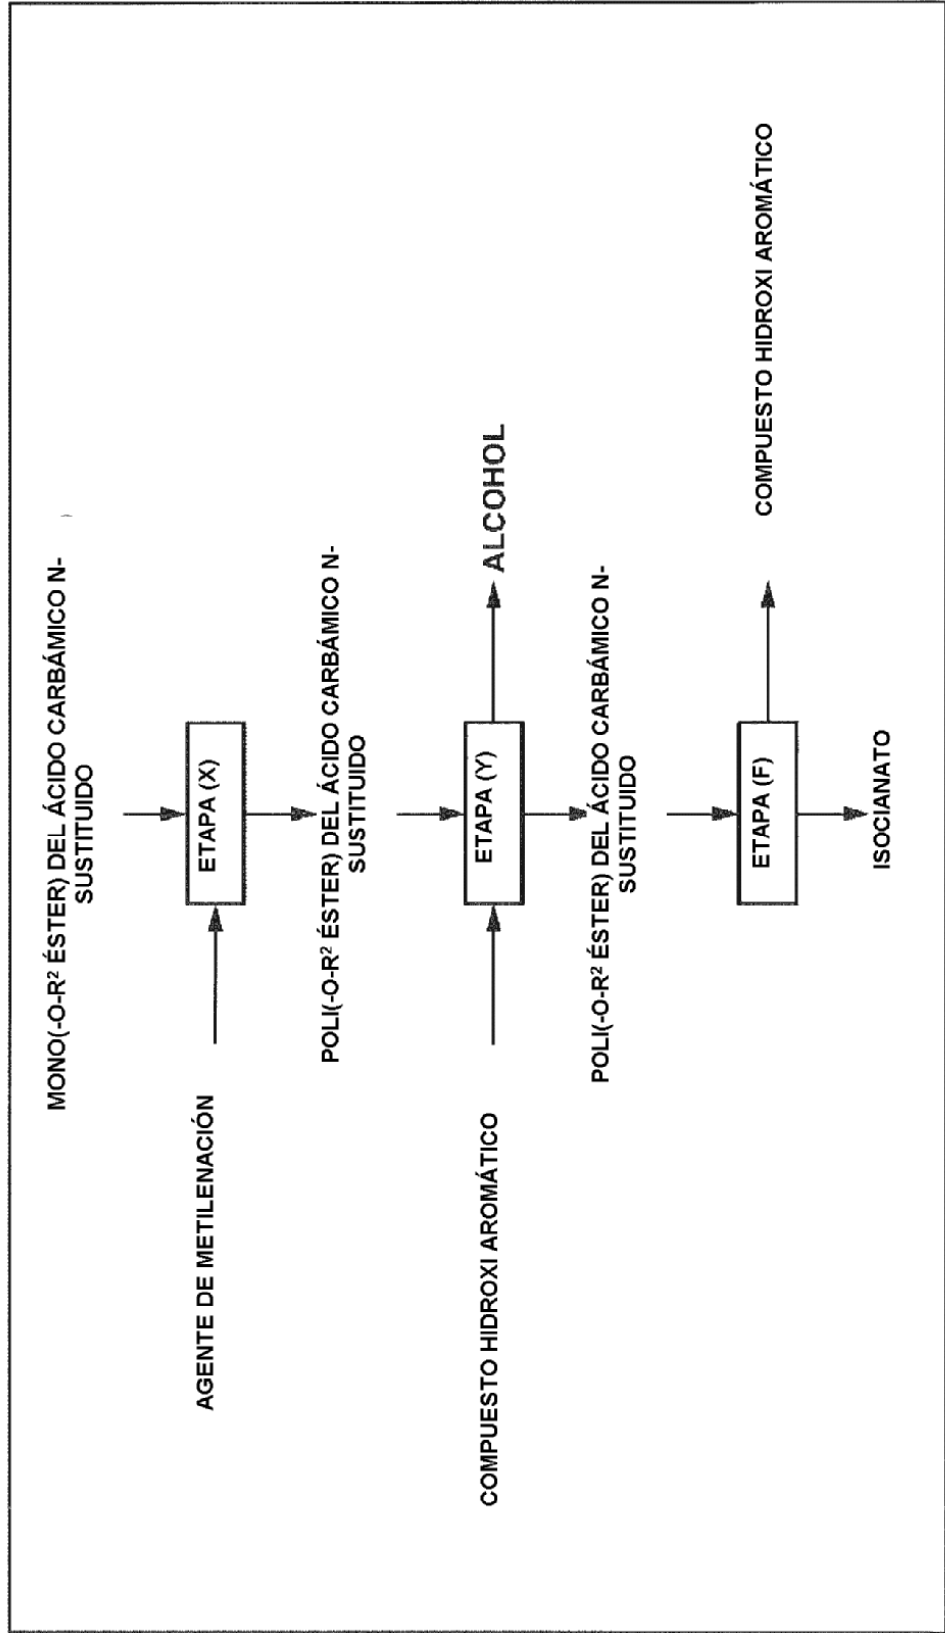 MONO(-O-R² ÉSTER) DEL ÁCIDO CARBÁMICO N-
SUSTITUIDO
AGENTE DE METILENACIÓN
ETAPA (X)
POLI(-O-R² ÉSTER) DEL ÁCIDO CARBÁMICO N-
SUSTITUIDO
COMPUESTO HIDROXI AROMÁTICO
ETAPA (Y)
ALCOHOL
POLI(-O-R² ÉSTER) DEL ÁCIDO CARBÁMICO N-
SUSTITUIDO
ETAPA (F)
COMPUESTO HIDROXI AROMÁTICO
ISOCIANATO